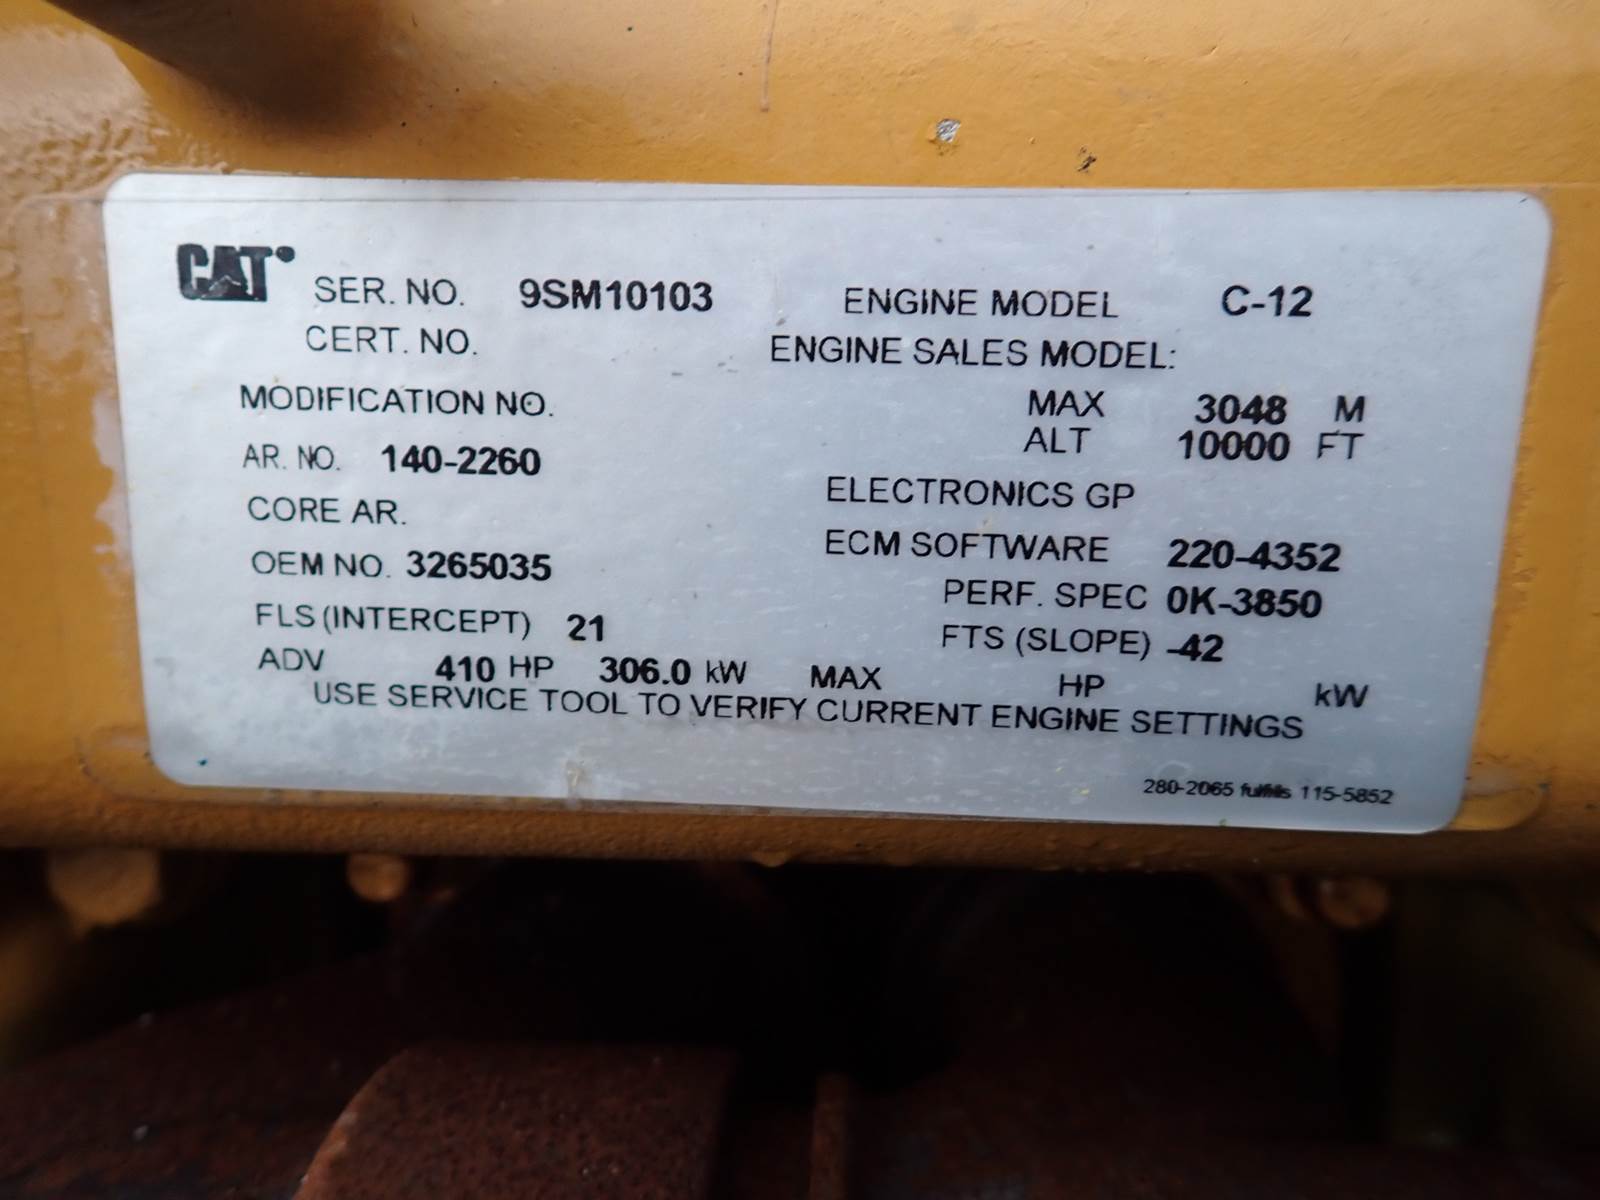 CAT SER. NO. 9SM10103 ENGINE MODEL C-12
CERT. NO. ENGINE SALES MODEL:
MODIFICATION NO. MAX 3048 M
ALT 10000 FT
AR. NO. 140-2260
ELECTRONICS GP
CORE AR.
ECM SOFTWARE 220-4352
OEM NO. 3265035
PERF. SPEC 0K-3850
FLS (INTERCEPT) 21 FTS (SLOPE) -42
ADV 410 HP 306.0 kW MAX HP kW
USE SERVICE TOOL TO VERIFY CURRENT ENGINE SETTINGS
280-2065 fulfills 115-5852